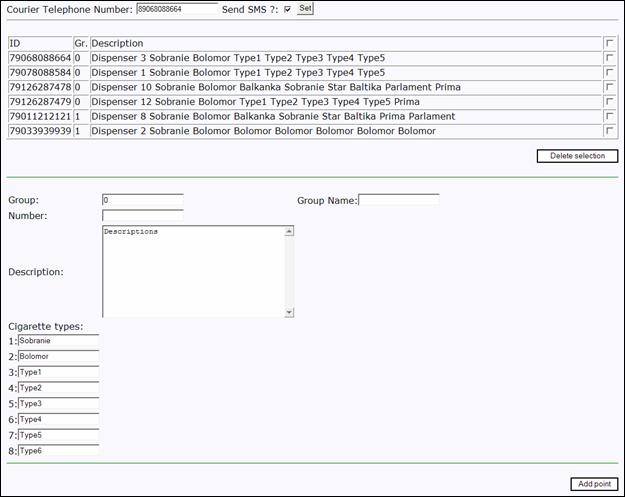 Courier Telephone Number: 89068088664 Send SMS ?: Set
ID Gr. Description
79068088664 0 Dispenser 3 Sobranie Bolomor Type1 Type2 Type3 Type4 Type5
79078088584 0 Dispenser 1 Sobranie Bolomor Type1 Type2 Type3 Type4 Type5
79126287478 0 Dispenser 10 Sobranie Bolomor Balkanka Sobranie Star Baltika Parlament Prima
79126287479 0 Dispenser 12 Sobranie Bolomor Type1 Type2 Type3 Type4 Type5 Prima
79011212121 1 Dispenser 8 Sobranie Bolomor Balkanka Sobranie Star Baltika Prima Parlament
79033939939 1 Dispenser 2 Sobranie Bolomor Bolomor Bolomor Bolomor Bolomor Bolomor
Delete selection
Group: 0 Group Name:
Number:
Descriptions
Description:
Cigarette types:
1: Sobranie
2: Bolomor
3: Type1
4: Type2
5: Type3
6: Type4
7: Type5
8: Type6
Add point